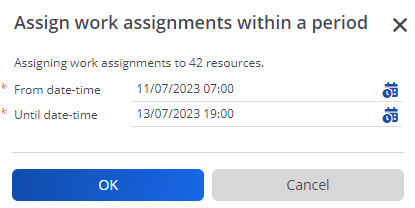 Assign work assignments within a period
Assigning work assignments to 42 resources.
* From date-time 11/07/2023 07:00
* Until date-time 13/07/2023 19:00
OK Cancel